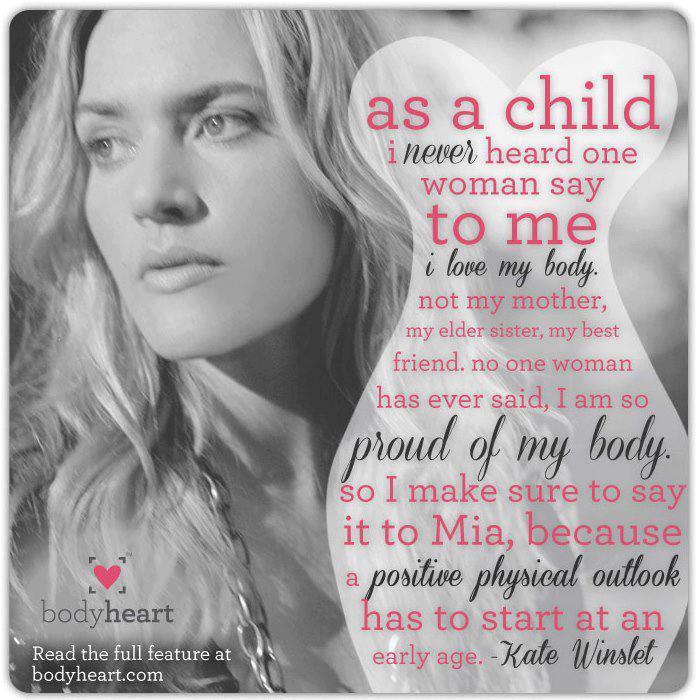 as a child
i never heard one
woman say
to me
i love my body.
not my mother,
my elder sister, my best
friend. no one woman
has ever said, I am so
proud of my body.
so I make sure to say
it to Mia, because
a positive physical outlook
has to start at an
early age. -Kate Winslet
bodyheart™
Read the full feature at
bodyheart.com